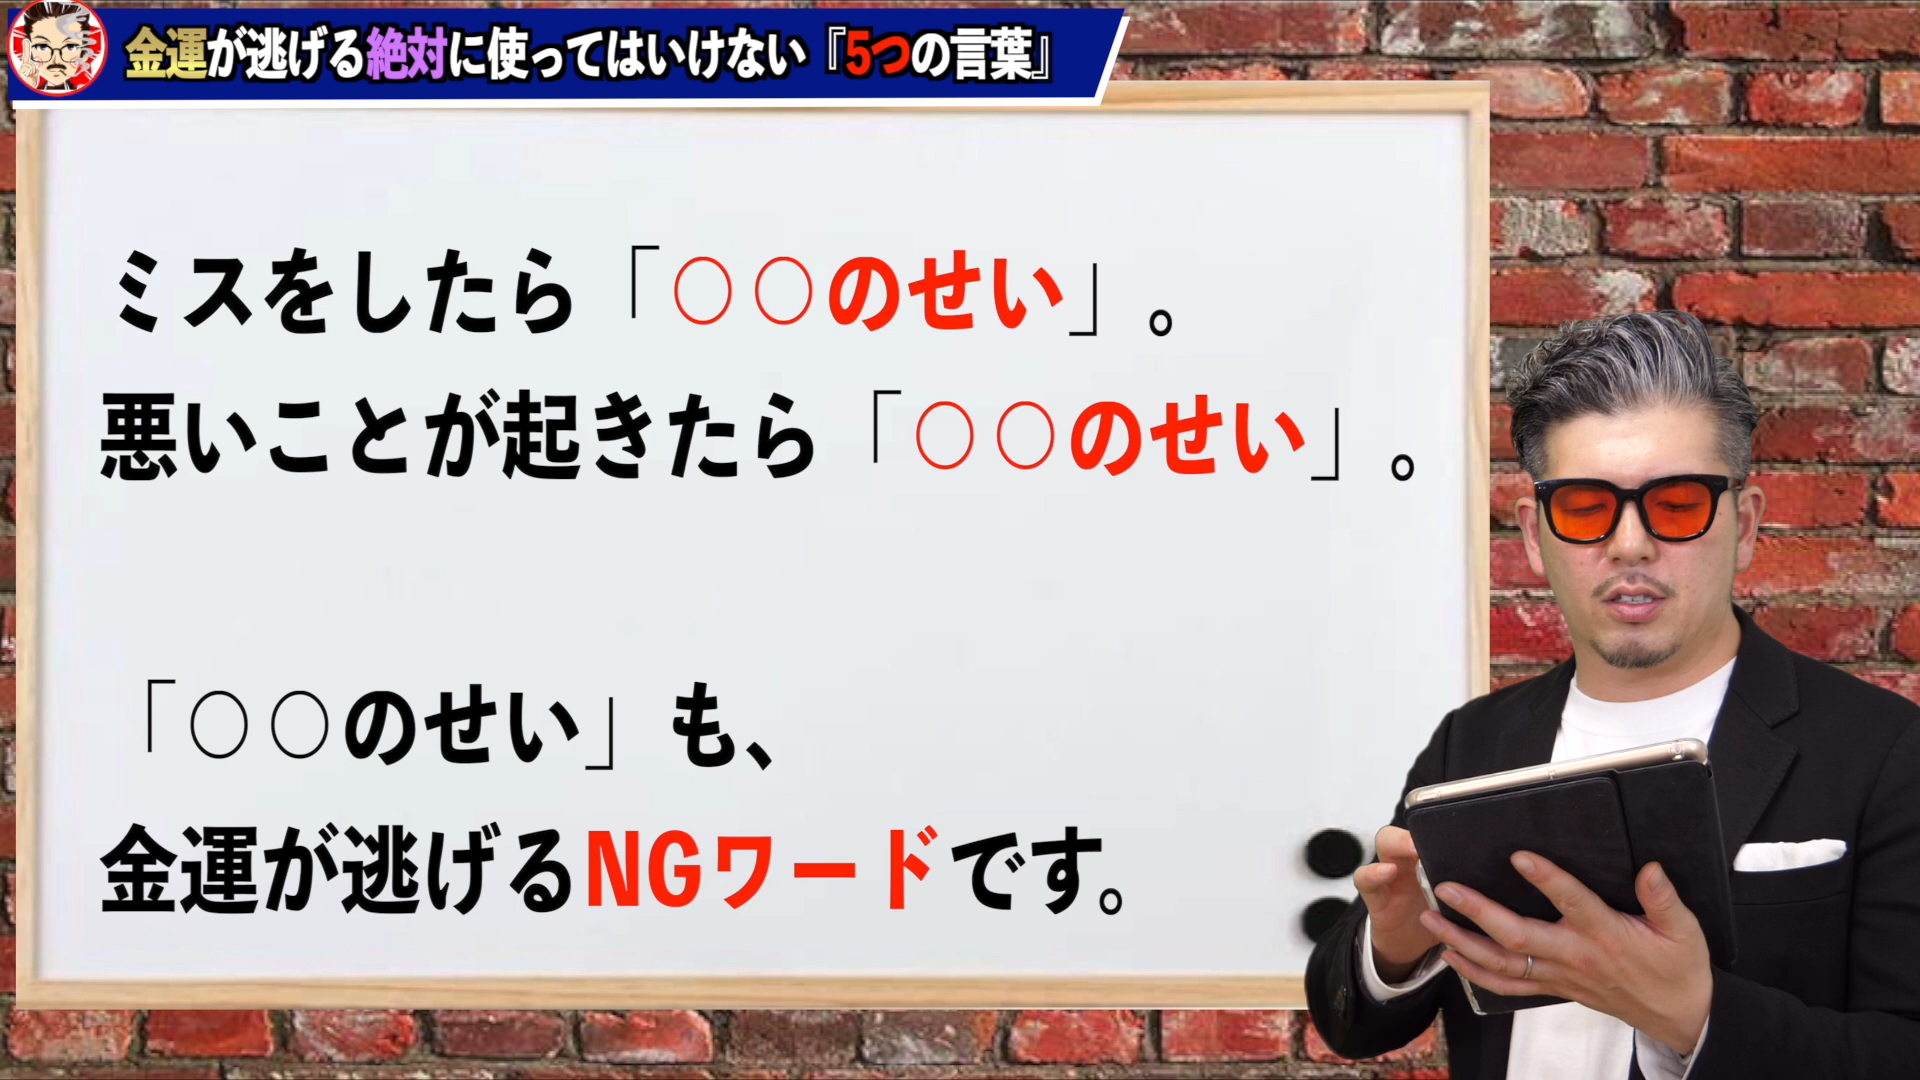 金運が逃げる絶対に使ってはいけない『5つの言葉』
ミスをしたら「○○のせい」。
悪いことが起きたら「○○のせい」。
「○○のせい」も、
金運が逃げるNGワードです。